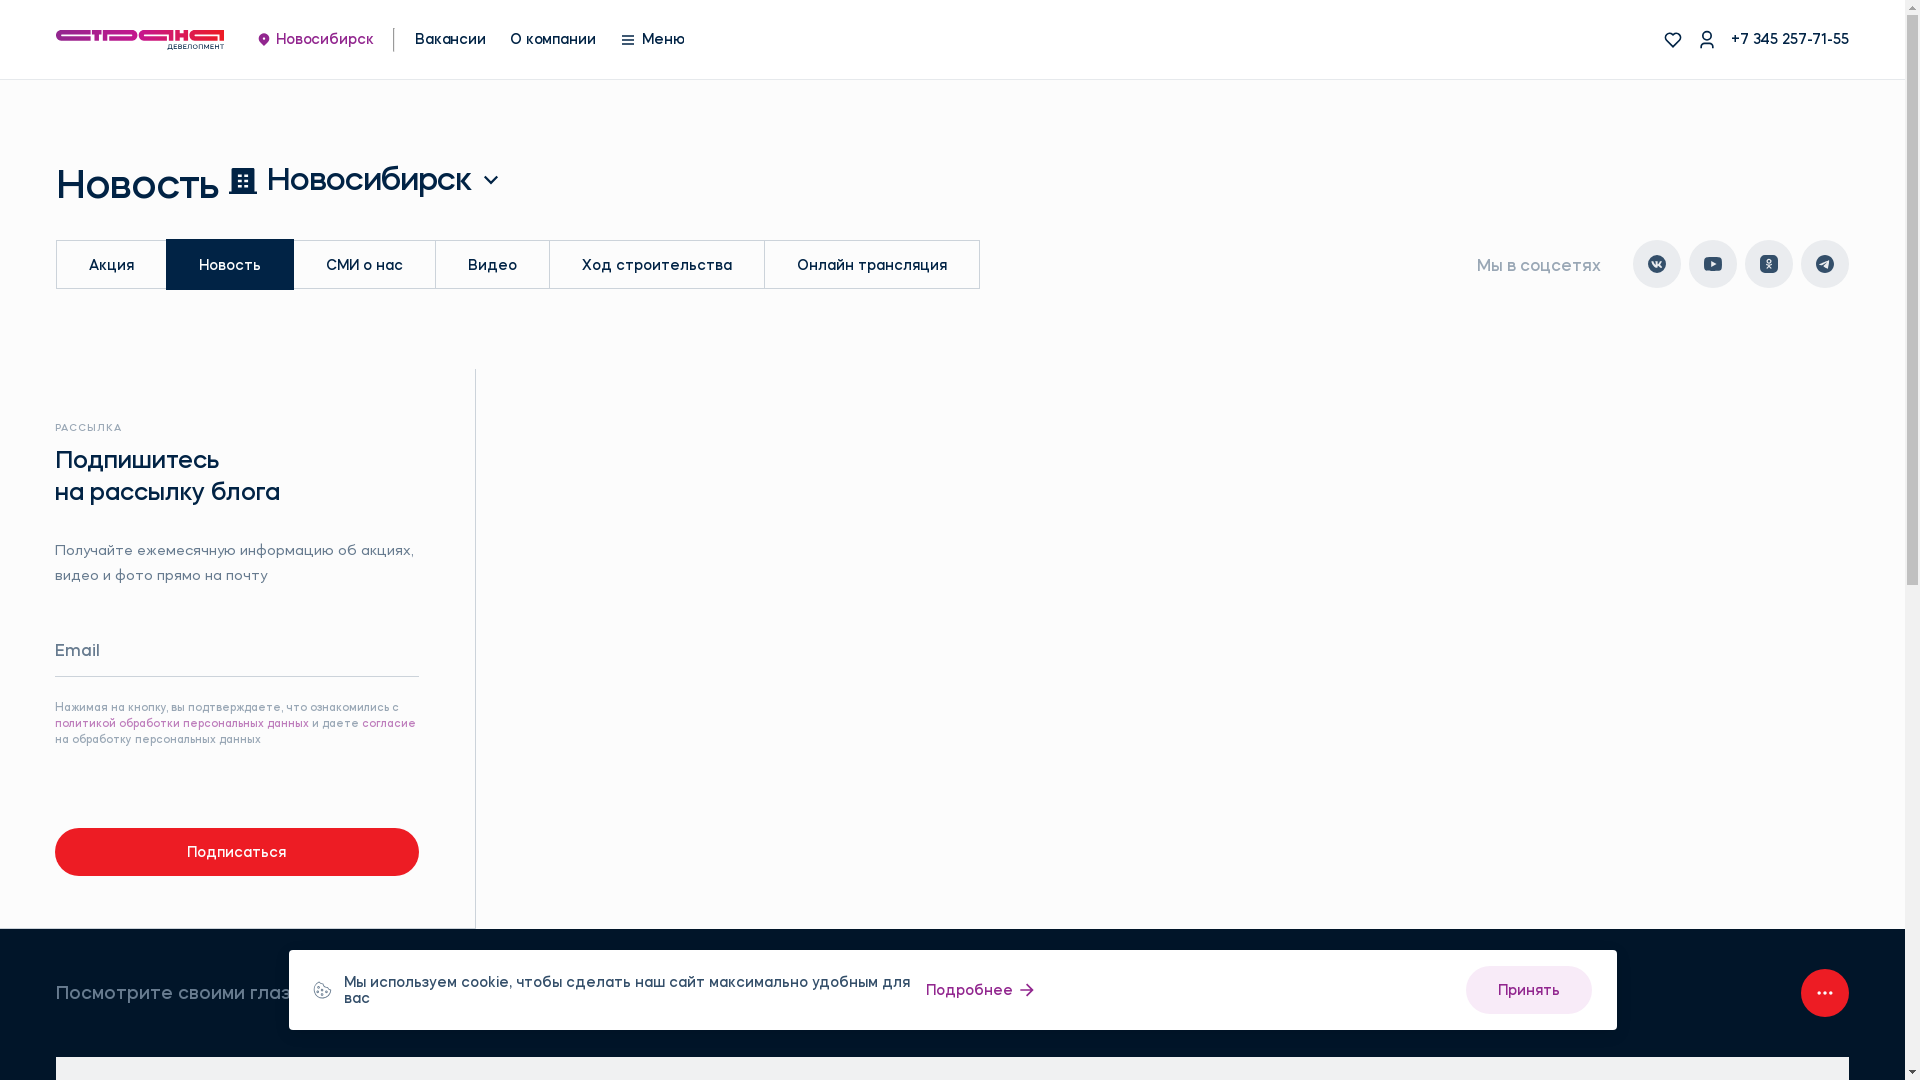 страна
ДЕВЕЛОПМЕНТ
Новосибирск
Вакансии
О компании
Меню
+7 345 257-71-55
Новость
Новосибирск
Акция
Новость
СМИ о нас
Видео
Ход строительства
Онлайн трансляция
Мы в соцсетях
РАССЫЛКА
Подпишитесь
на рассылку блога
Получайте ежемесячную информацию об акциях,
видео и фото прямо на почту
Email
Нажимая на кнопку, вы подтверждаете, что ознакомились с
политикой обработки персональных данных и даете согласие
на обработку персональных данных
Подписаться
Посмотрите своими глаз
Мы используем cookie, чтобы сделать наш сайт максимально удобным для
вас
Подробнее
Принять